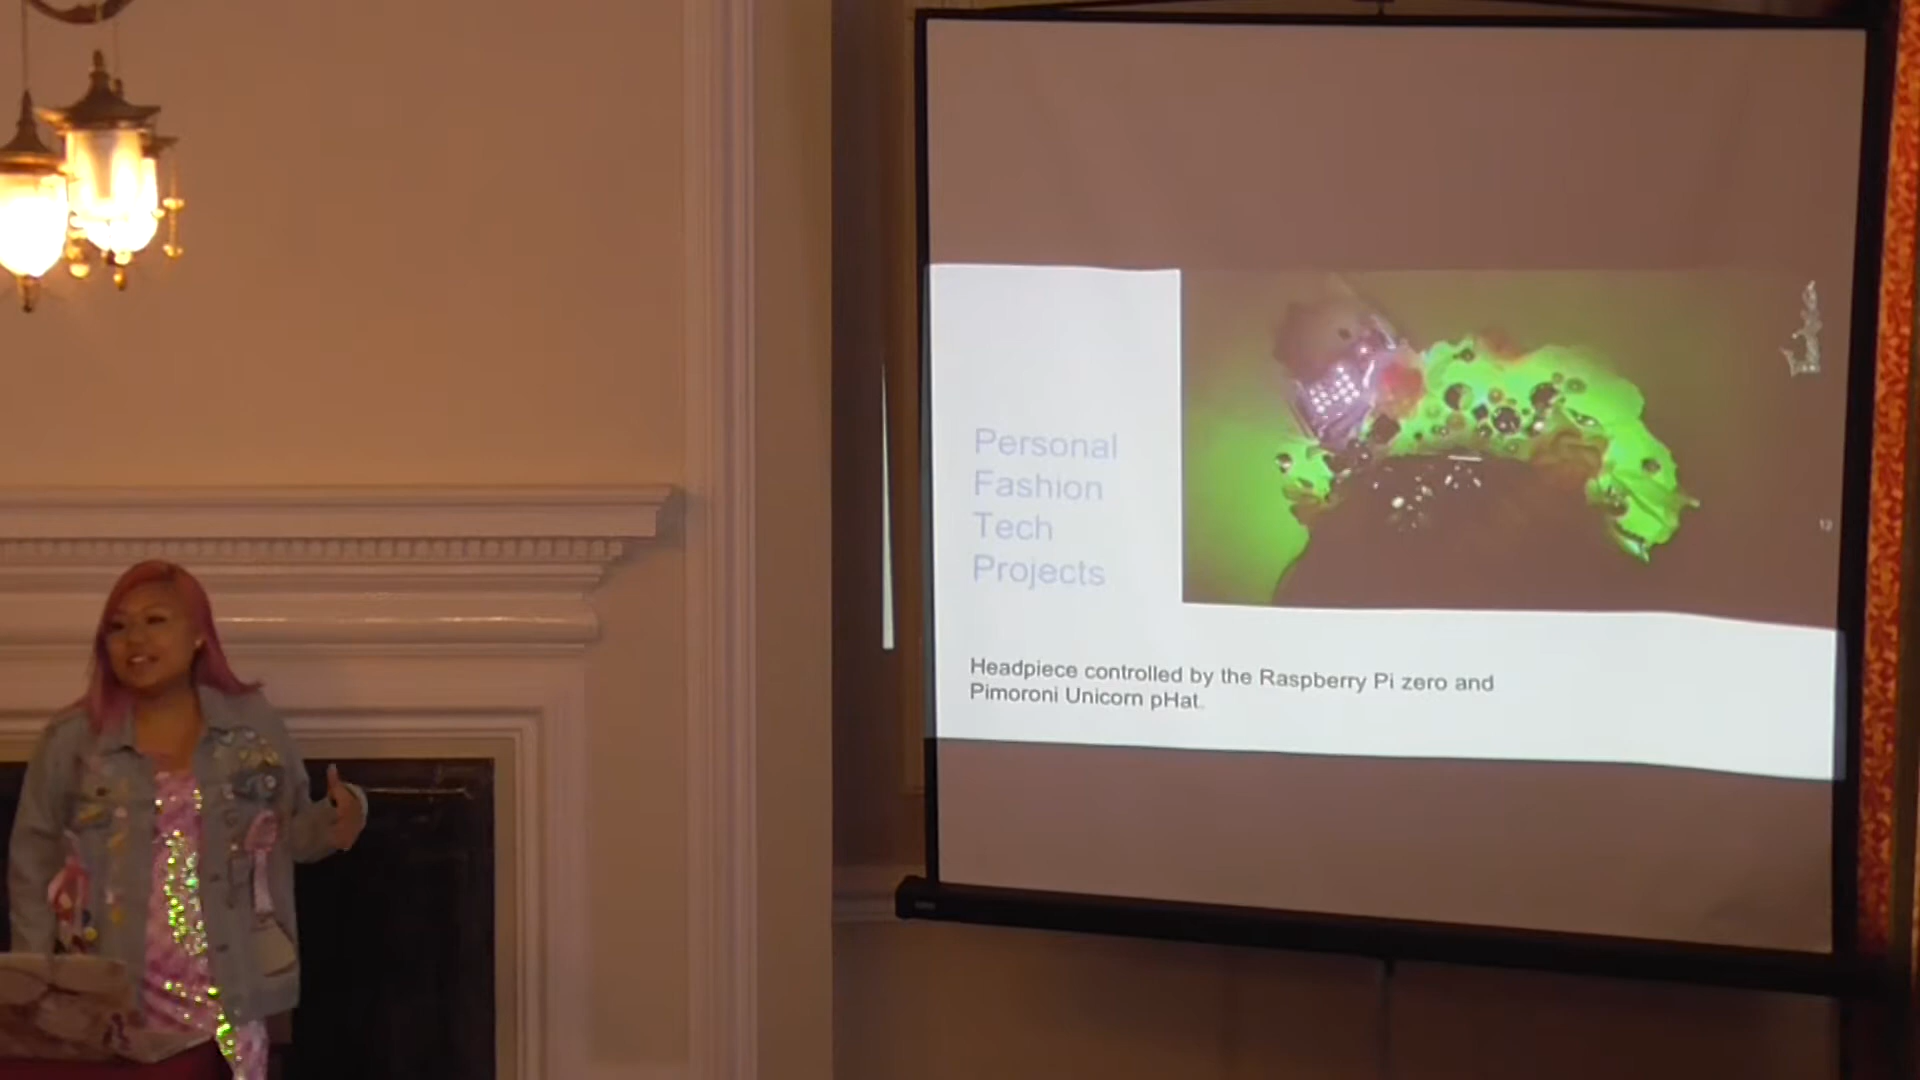 Personal
Fashion
Tech
Projects
Headpiece controlled by the Raspberry Pi zero and
Pimoroni Unicorn pHat.